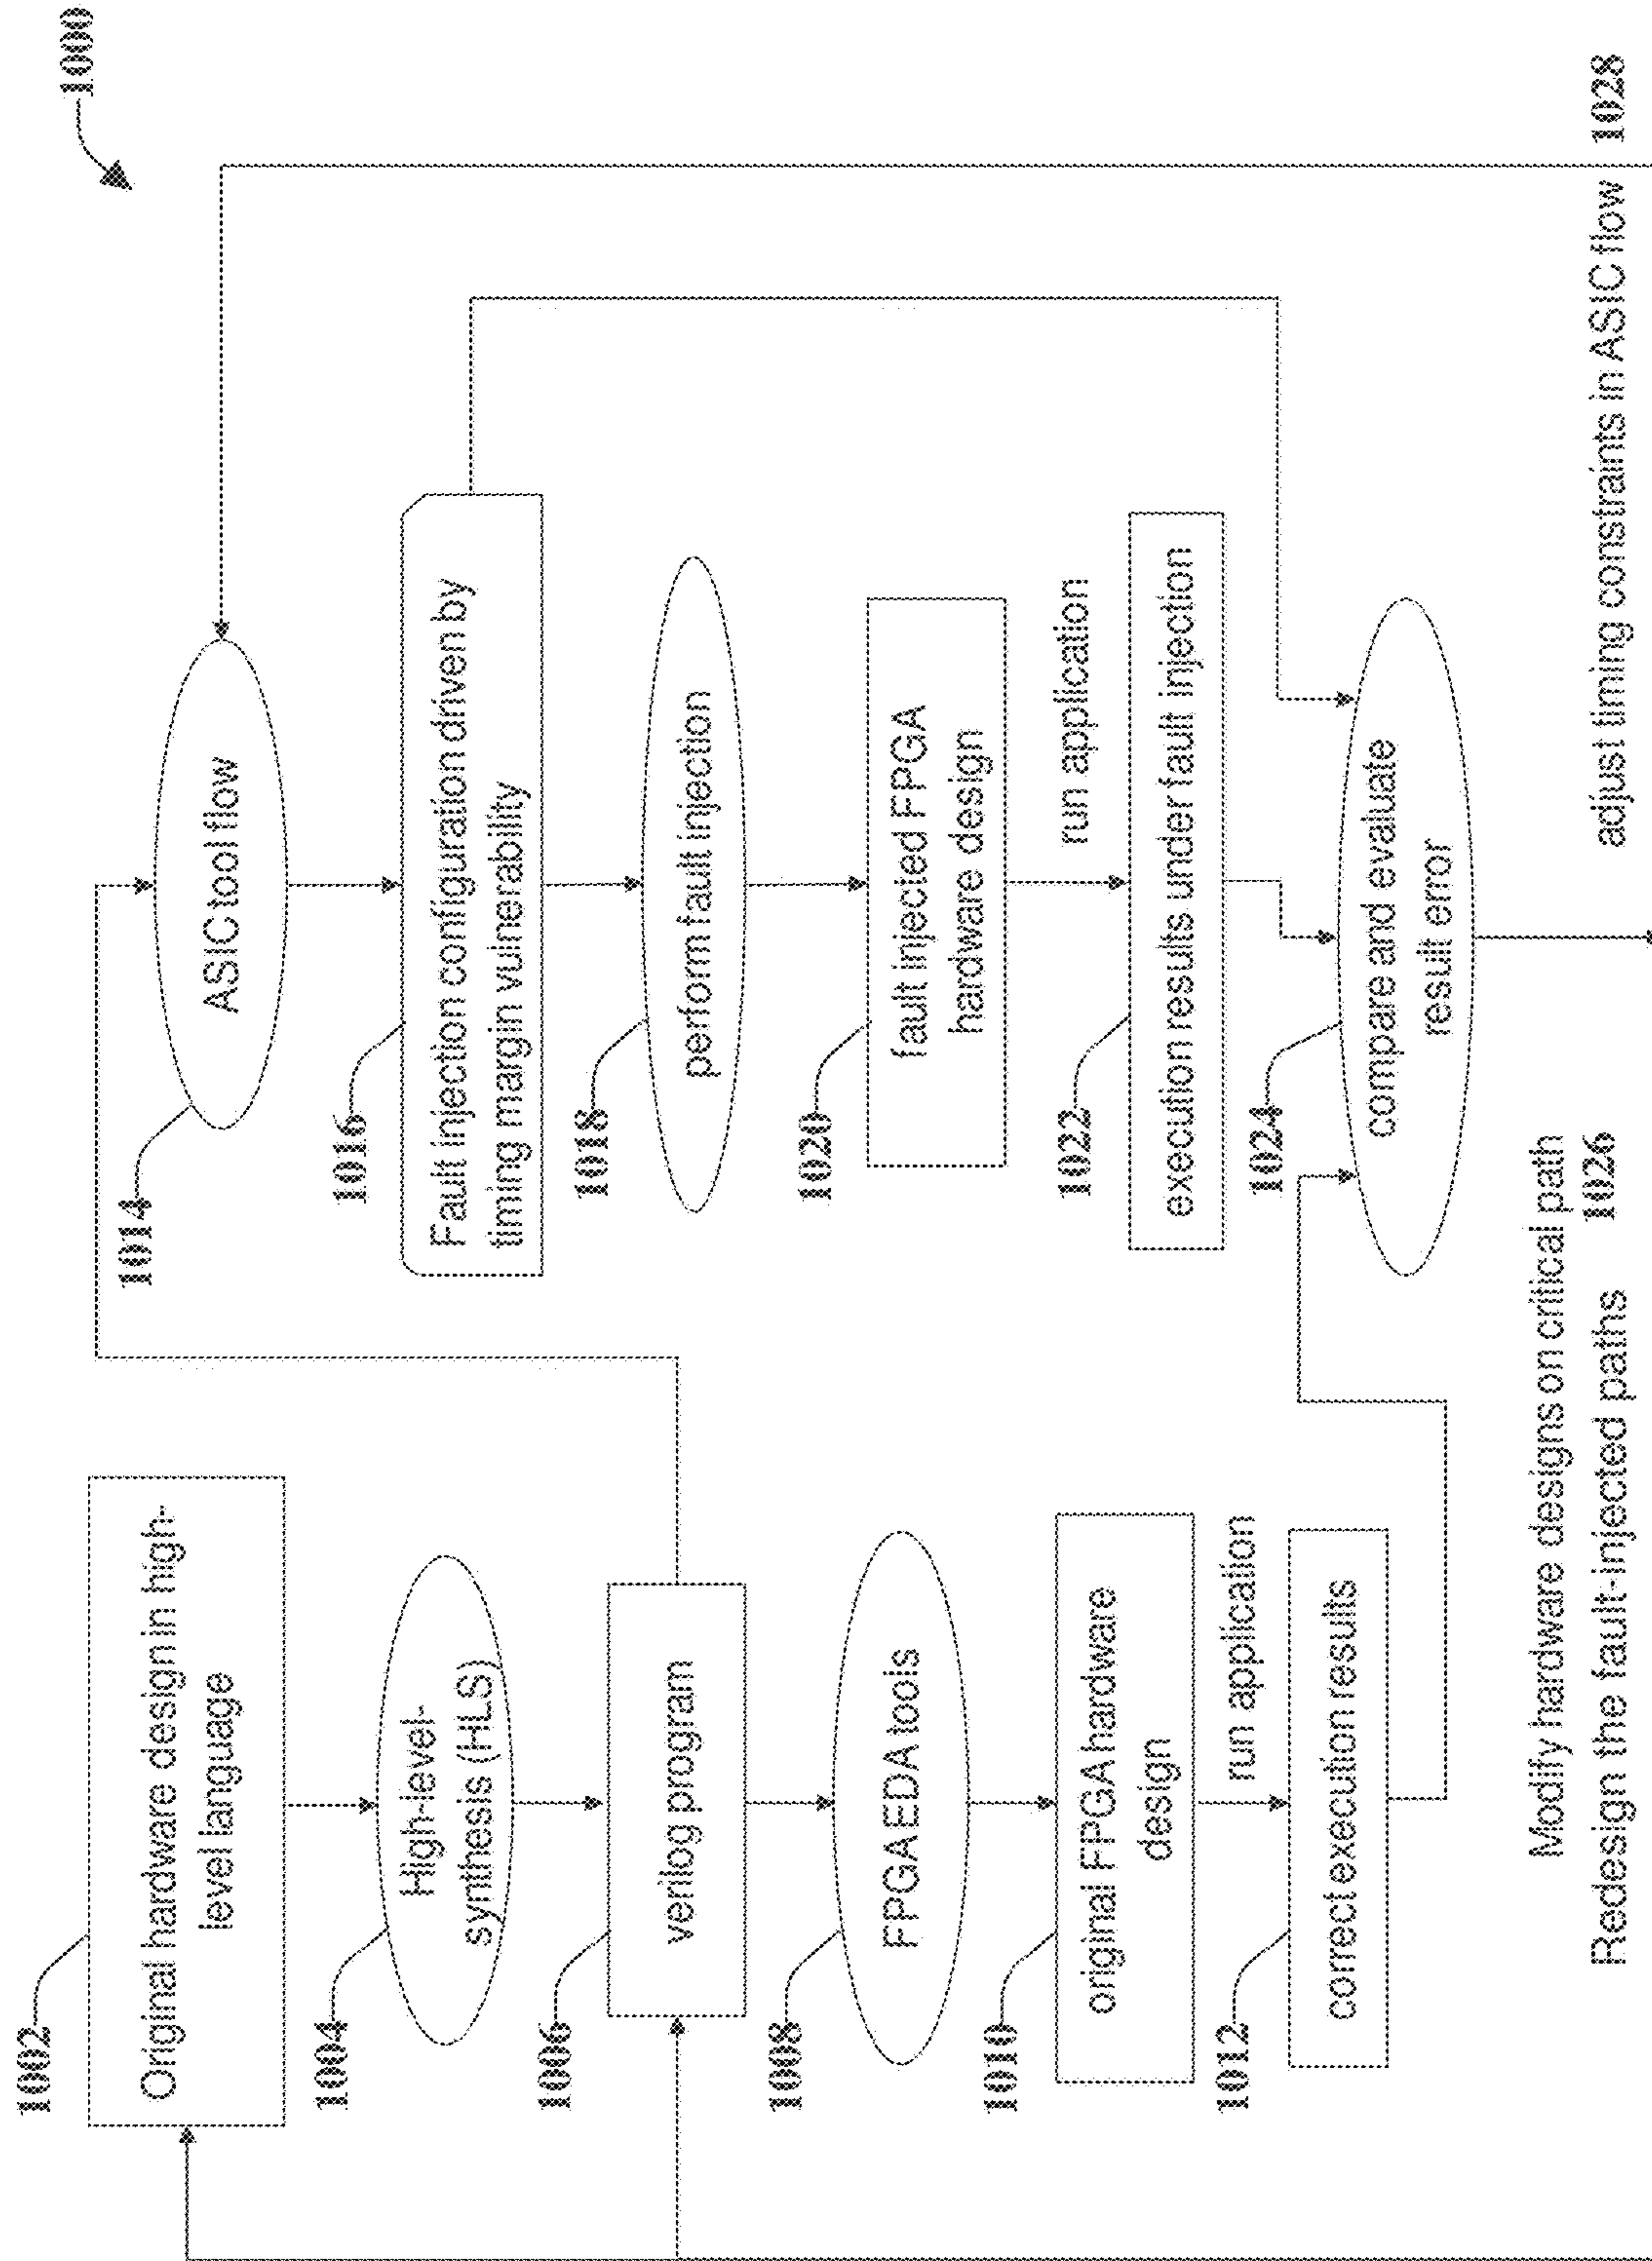 1000
1002
Original hardware design in high-
level language
1004
High-level-
synthesis (HLS)
1006
verilog program
1008
FPGA EDA tools
1010
original FPGA hardware
design
run application
1012
correct execution results
1014
ASIC tool flow
1016
Fault injection configuration driven by
timing margin vulnerability
1018
perform fault injection
1020
fault injected FPGA
hardware design
run application
1022
execution results under fault injection
1024
compare and evaluate
result error
Modify hardware designs on critical path
Redesign the fault-injected paths 1026
adjust timing constraints in ASIC flow 1028